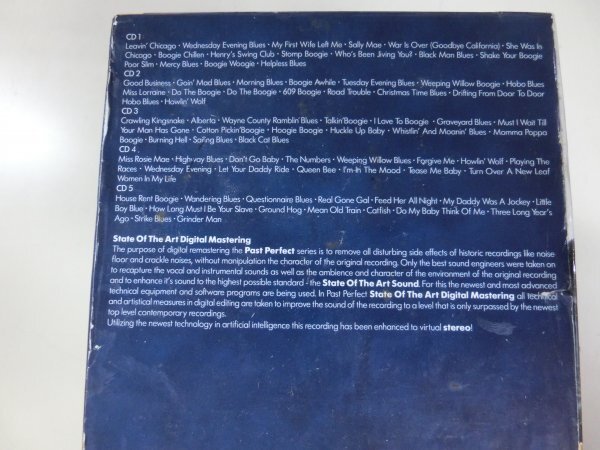 CD 1
Leavin' Chicago · Wednesday Evening Blues · My First Wife Left Me · Sally Mae · War Is Over (Goodbye California) · She Was In
Chicago · Boogie Chillen · Henry's Swing Club · Stomp Boogie · Who's Been Jiving You? · Black Man Blues · Shake Your Boogie
Poor Slim · Mercy Blues · Boogie Woogie · Helpless Blues
CD 2
Good Business · Goin' Mad Blues · Morning Blues · Boogie Awhile · Tuesday Evening Blues · Weeping Willow Boogie · Hobo Blues
Miss Lorraine · Do The Boogie · Do The Boogie · 609 Boogie · Road Trouble · Christmas Time Blues · Drifting From Door To Door
Hobo Blues · Howlin' Wolf
CD 3
Crawling Kingsnake · Alberta · Wayne County Ramblin' Blues · Talkin'Boogie · I Love To Boogie · Graveyard Blues · Must I Wait Till
Your Man Has Gone · Cotton Pickin'Boogie · Hoogie Boogie · Huckle Up Baby · Whistlin' And Moanin' Blues · Momma Poppa
Boogie · Burning Hell · Sailing Blues · Black Cat Blues
CD 4
Miss Rosie Mae · Highway Blues · Don't Go Baby · The Numbers · Weeping Willow Blues · Forgive Me · Howlin' Wolf · Playing The
Races · Wednesday Evening · Let Your Daddy Ride · Queen Bee · I'm-In The Mood · Tease Me Baby · Turn Over A New Leaf
Women In My Life
CD 5
House Rent Boogie · Wandering Blues · Questionnaire Blues · Real Gone Gal · Feed Her All Night · My Daddy Was A Jockey · Little
Boy Blue · How Long Must I Be Your Slave · Ground Hog · Mean Old Train · Catfish · Do My Baby Think Of Me · Three Long Year's
Ago · Strike Blues · Grinder Man
State Of The Art Digital Mastering
The purpose of digital remastering the Past Perfect series is to remove all disturbing side effects of historic recordings like noise
floor and crackle noises, without manipulation the character of the original recording. Only the best sound engineers were taken on
to recapture the vocal and instrumental sounds as well as the ambience and character of the environment of the original recording
and to enhance it's sound to the highest possible standard - the State Of The Art Sound. For this the newest and most advanced
technical equipment and software programs are being used. In Past Perfect State Of The Art Digital Mastering all technical
and artistical measures in digital editing are taken to improve the sound of the recording to a level that is only surpassed by the newest
top level contemporary recordings.
Utilizing the newest technology in artificial intelligence this recording has been enhanced to virtual stereo!